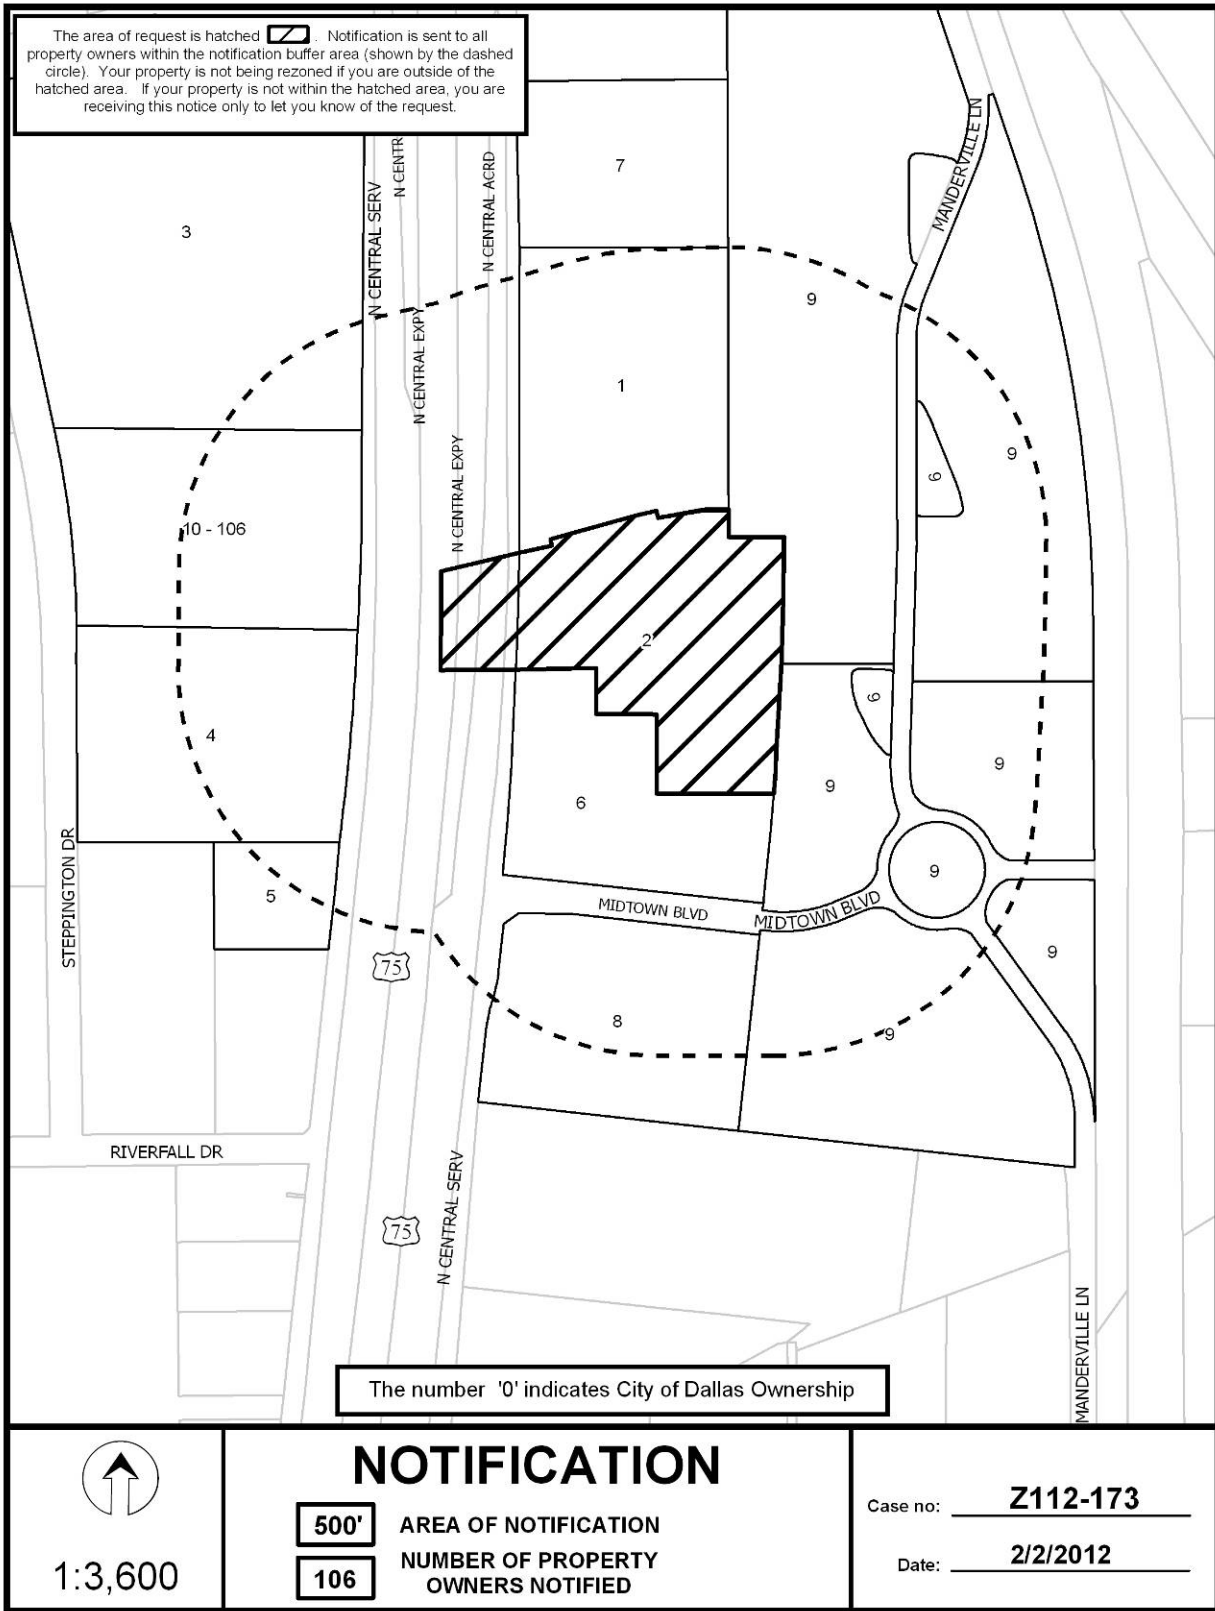 The area of request is hatched . Notification is sent to all
property owners within the notification buffer area (shown by the dashed
circle). Your property is not being rezoned if you are outside of the
hatched area. If your property is not within the hatched area, you are
receiving this notice only to let you know of the request.
MANDERVILLE LN
N CENTR
N CENTRAL SERV
N CENTRAL ACRD
7
3
9
N CENTRAL EXPY
1
N CENTRAL EXPY
9
6
10 - 106
2
6
4
9
9
6
STEPPINGTON DR
9
5
MIDTOWN BLVD
MIDTOWN BLVD
9
75
8
9
RIVERFALL DR
N CENTRAL SERV
75
MANDERVILLE LN
The number '0' indicates City of Dallas Ownership
1:3,600
NOTIFICATION
500' AREA OF NOTIFICATION
106 NUMBER OF PROPERTY
OWNERS NOTIFIED
Case no: Z112-173
Date: 2/2/2012